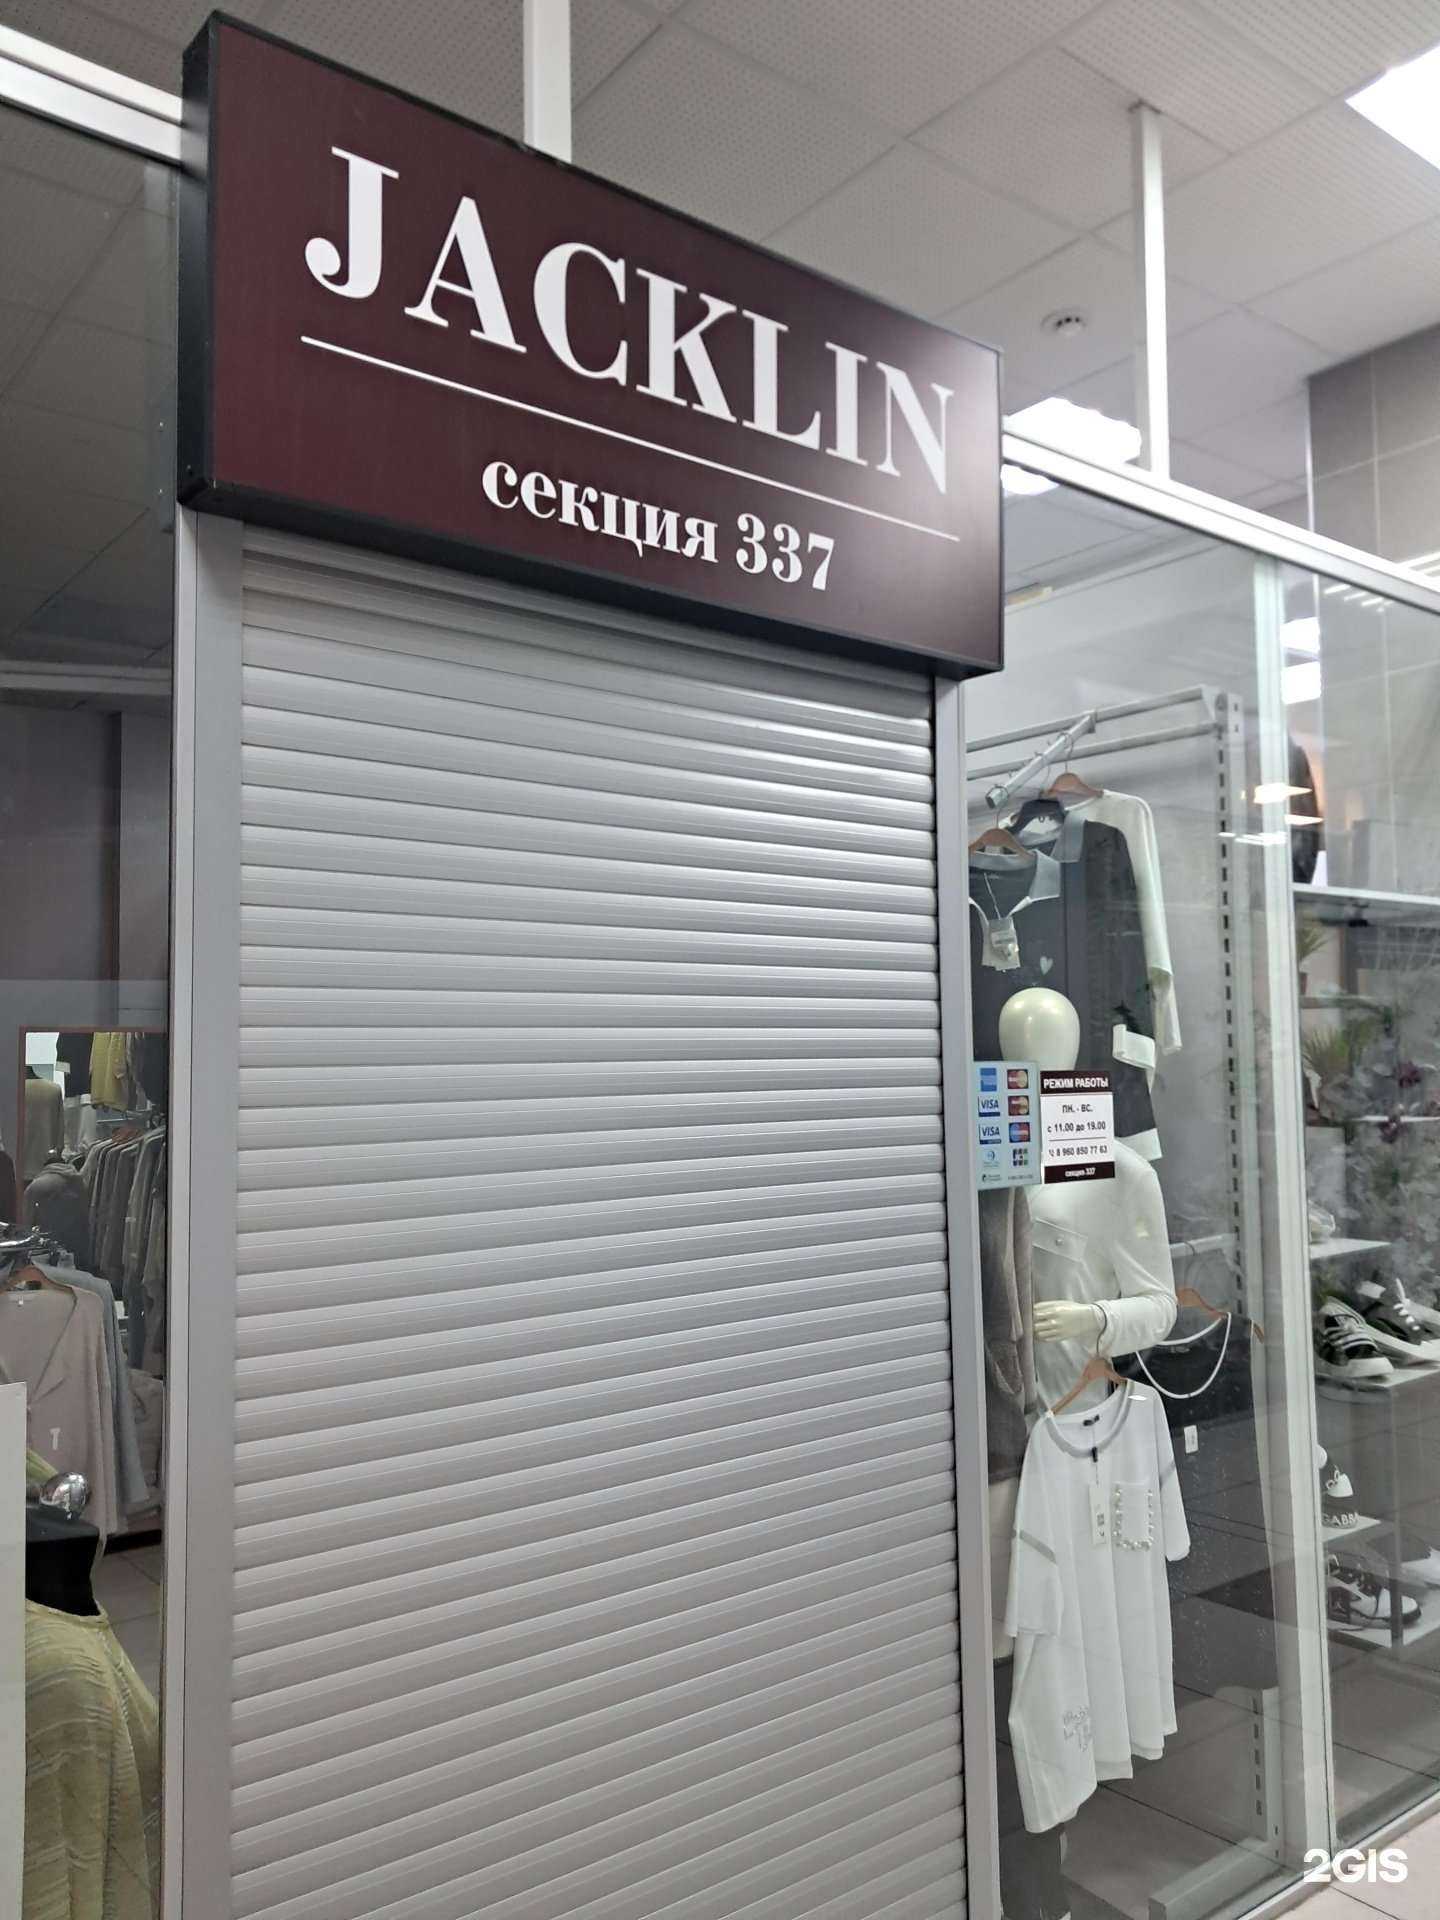 JACKLIN
секция 337
VISA
VISA
РЕЖИМ РАБОТЫ
ПН. - ВС.
с 11.00 до 19.00
8 960 850 77 63
секция 337
GABB
2GIS